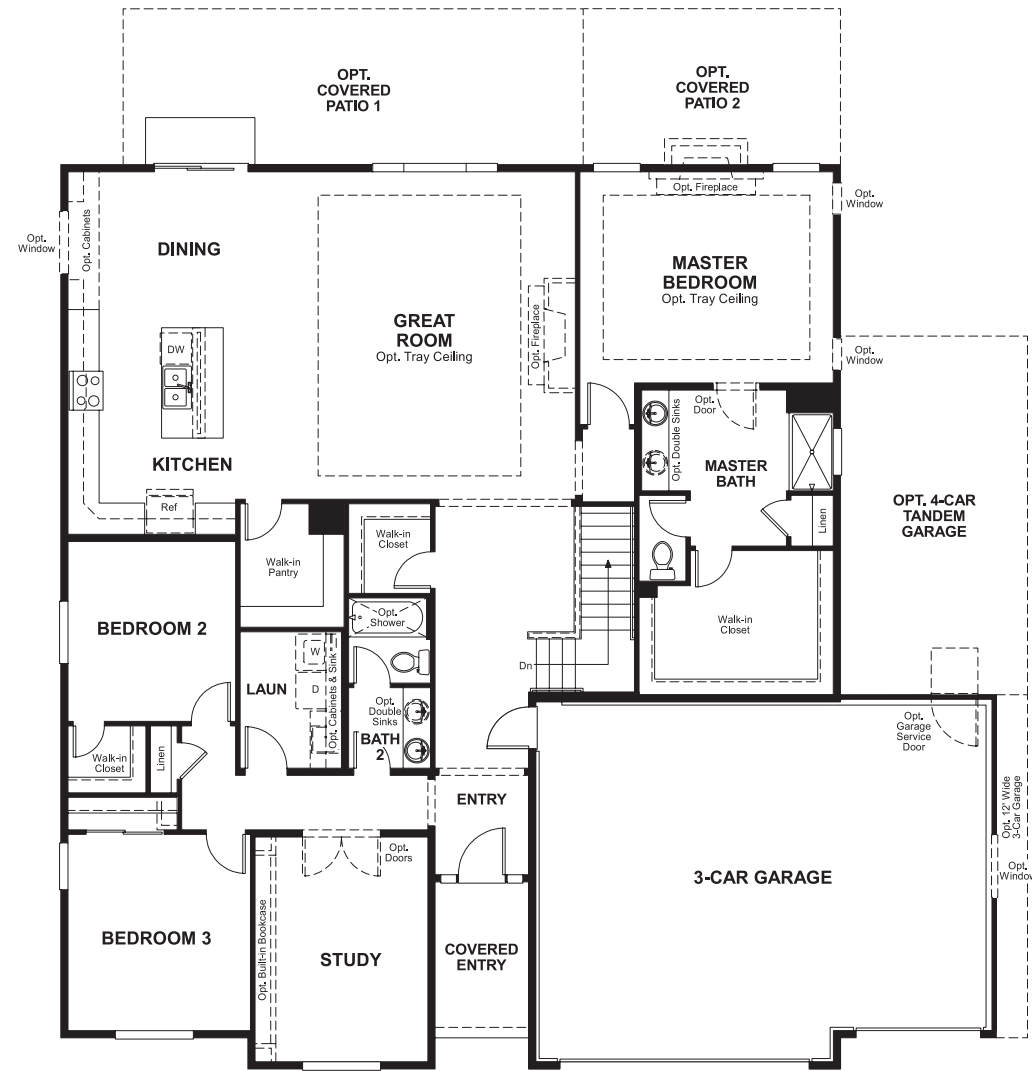 OPT.
COVERED
PATIO 1
OPT.
COVERED
PATIO 2
Opt. Fireplace
Opt.
Window
Opt.
Window
Opt. Cabinets
DINING
MASTER
BEDROOM
Opt. Tray Ceiling
GREAT
ROOM
Opt. Tray Ceiling
Opt. Fireplace
DW
Opt.
Window
Opt.
Door
Opt. Double Sinks
MASTER
BATH
KITCHEN
Ref
Linen
OPT. 4-CAR
TANDEM
GARAGE
Walk-in
Closet
Walk-in
Pantry
Opt.
Shower
Walk-in
Closet
BEDROOM 2
W
D
LAUN
Opt. Cabinets & Sink
Dn
Opt.
Double
Sinks
BATH
2
Opt.
Garage
Service
Door
Walk-in
Closet
Linen
ENTRY
Opt. 12' Wide
3-Car Garage
Opt.
Doors
Opt.
Window
3-CAR GARAGE
BEDROOM 3
Opt. Built-in Bookcase
STUDY
COVERED
ENTRY